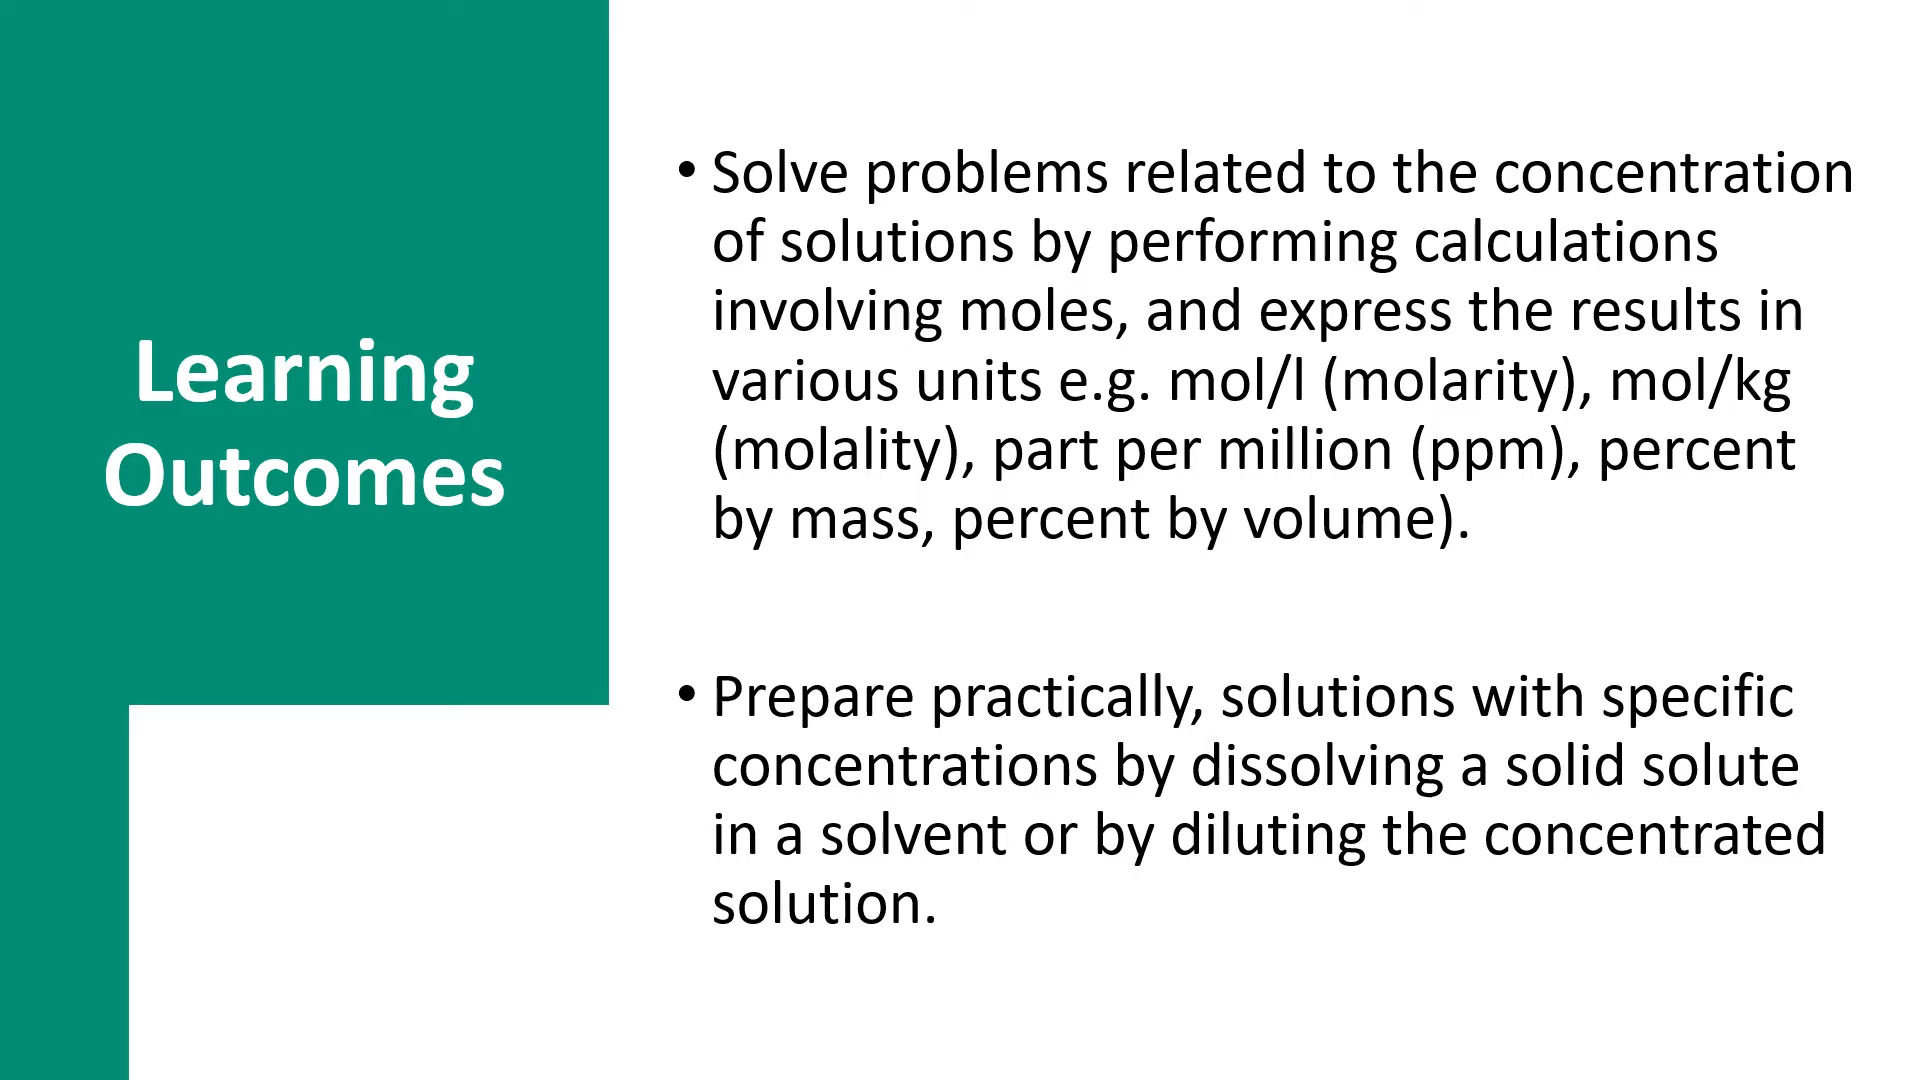 Learning
Outcomes
• Solve problems related to the concentration
of solutions by performing calculations
involving moles, and express the results in
various units e.g. mol/l (molarity), mol/kg
(molality), part per million (ppm), percent
by mass, percent by volume).
• Prepare practically, solutions with specific
concentrations by dissolving a solid solute
in a solvent or by diluting the concentrated
solution.